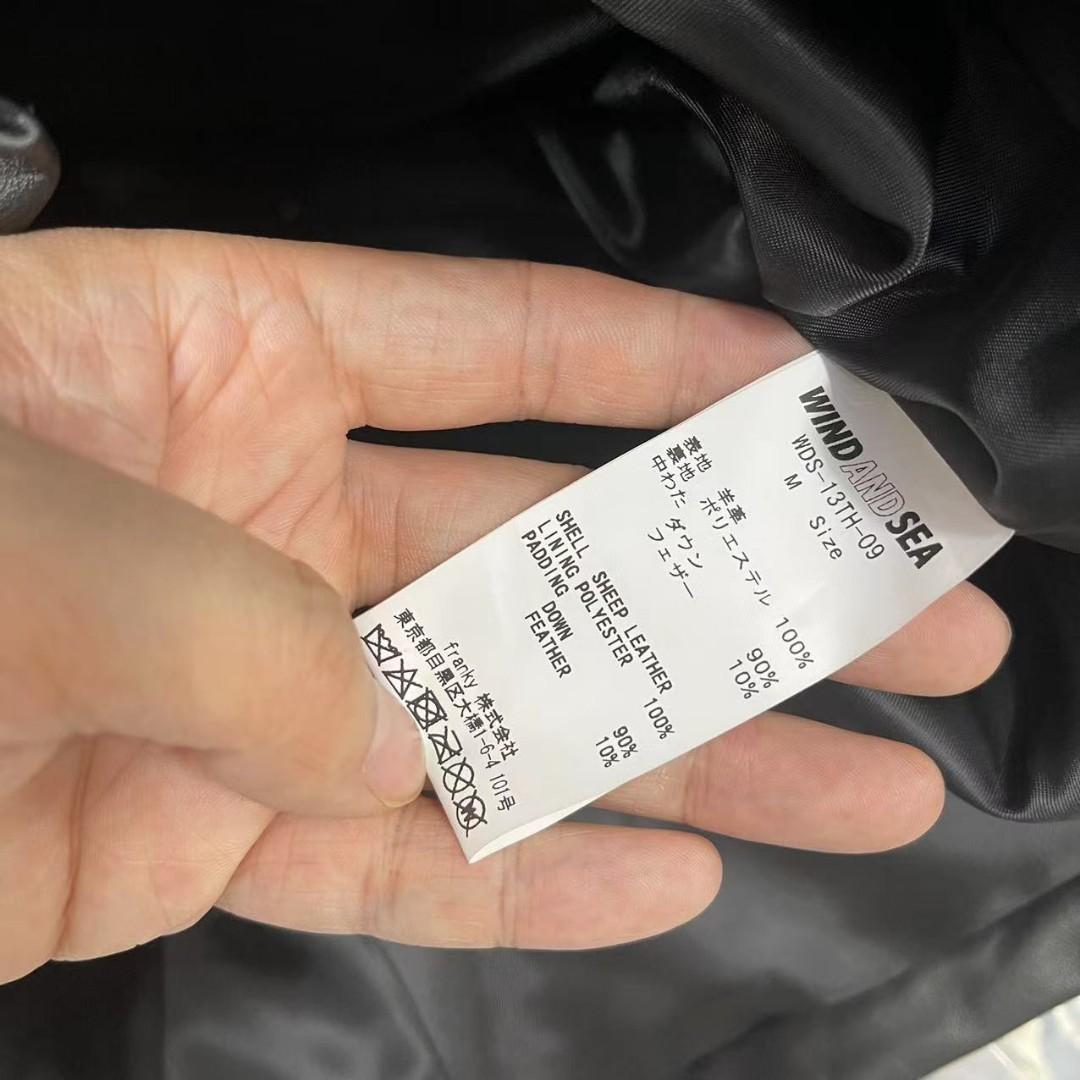 WIND AND SEA
WDS-13TH-09
M Size
表地 羊革
裏地 ポリエステル 100%
中わた ダウン 90%
フェザー 10%
SHELL SHEEP LEATHER
LINING POLYESTER 100%
PADDING DOWN 90%
FEATHER 10%
franky 株式会社
東京都目黒区大橋1-6-4 101号